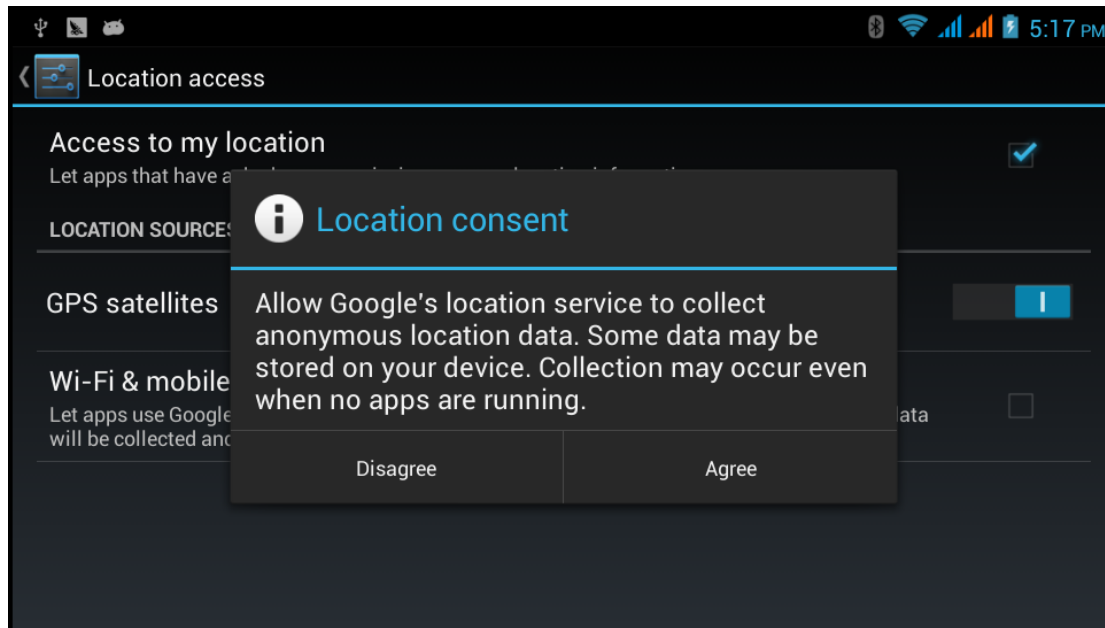 5:17 PM
Location access
Access to my location
Let apps that have a
LOCATION SOURCES
Location consent
GPS satellites
Allow Google's location service to collect
anonymous location data. Some data may be
stored on your device. Collection may occur even
when no apps are running.
Wi-Fi & mobile
Let apps use Google
ata
will be collected and
Disagree
Agree